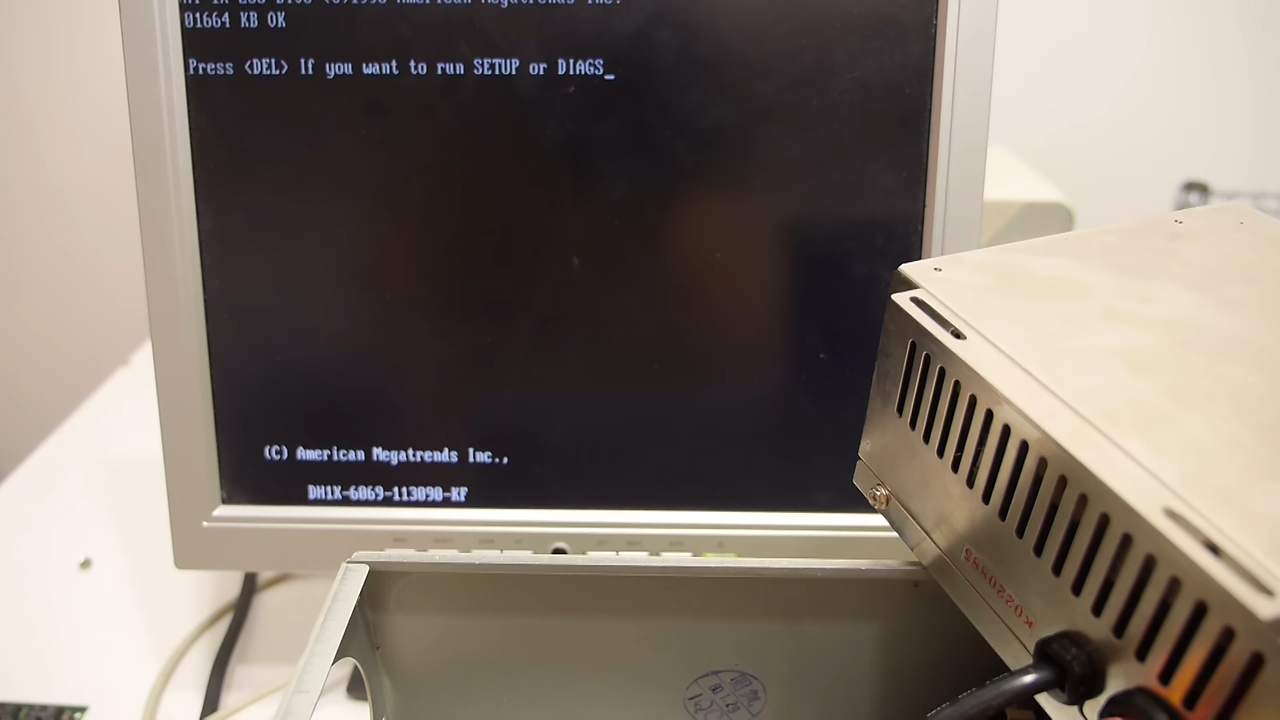 01664 KB OK
Press <DEL> If you want to run SETUP or DIAGS_
(C) American Megatrends Inc.,
DH1X-6069-113090-KF
K0220885